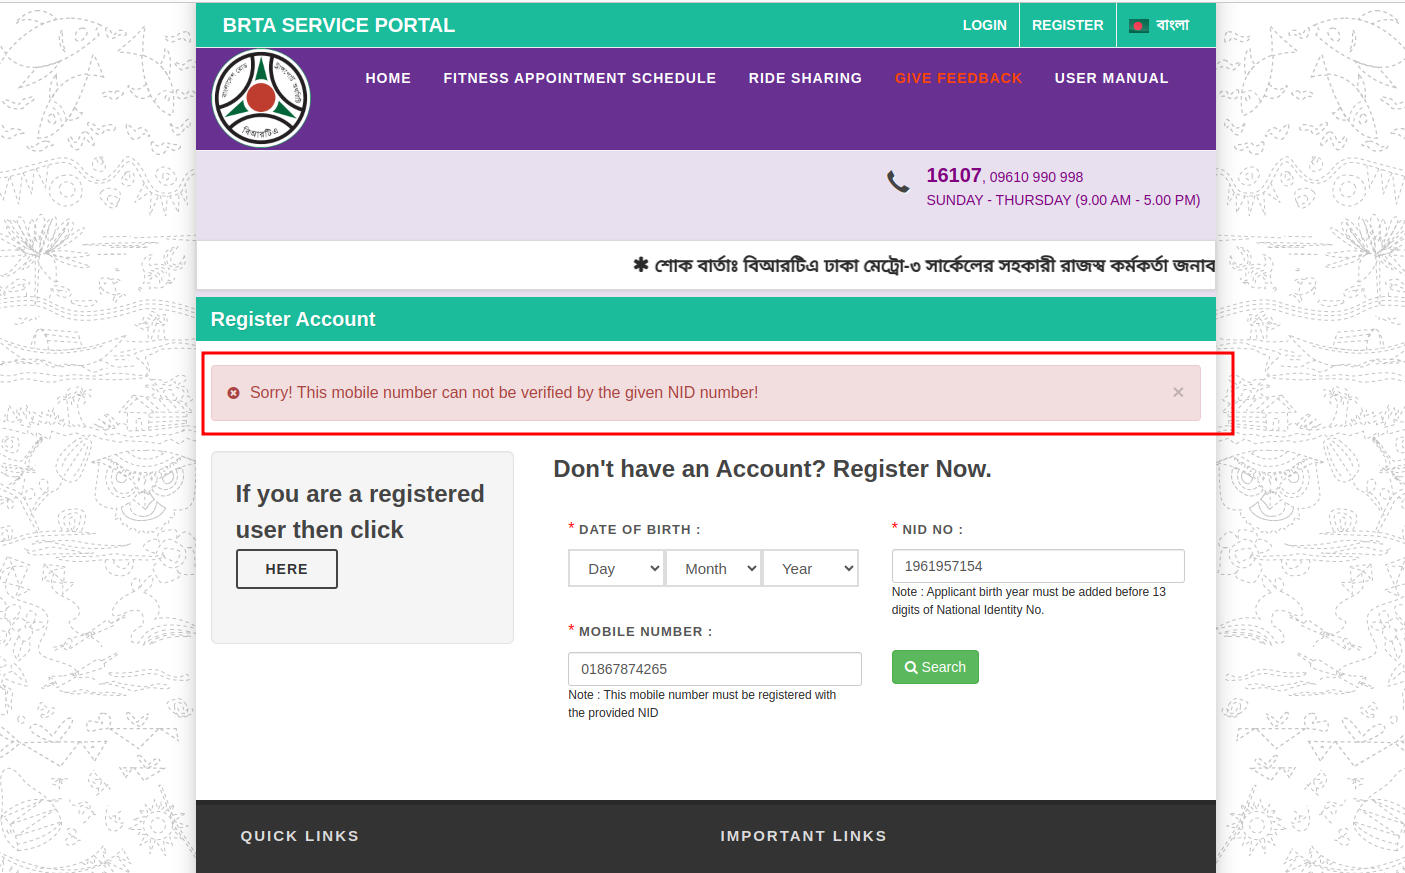 BRTA SERVICE PORTAL
LOGIN
REGISTER
বাংলা
HOME
FITNESS APPOINTMENT SCHEDULE
RIDE SHARING
GIVE FEEDBACK
USER MANUAL
বিআরটিএ
16107, 09610 990 998
SUNDAY - THURSDAY (9.00 AM - 5.00 PM)
✱ শোক বার্তাঃ বিআরটিএ ঢাকা মেট্রো-৩ সার্কেলের সহকারী রাজস্ব কর্মকর্তা জনাব
Register Account
Sorry! This mobile number can not be verified by the given NID number!
×
If you are a registered
user then click
HERE
Don't have an Account? Register Now.
* DATE OF BIRTH :
Day
Month
Year
* NID NO :
1961957154
Note : Applicant birth year must be added before 13
digits of National Identity No.
* MOBILE NUMBER :
01867874265
Note : This mobile number must be registered with
the provided NID
Search
QUICK LINKS
IMPORTANT LINKS